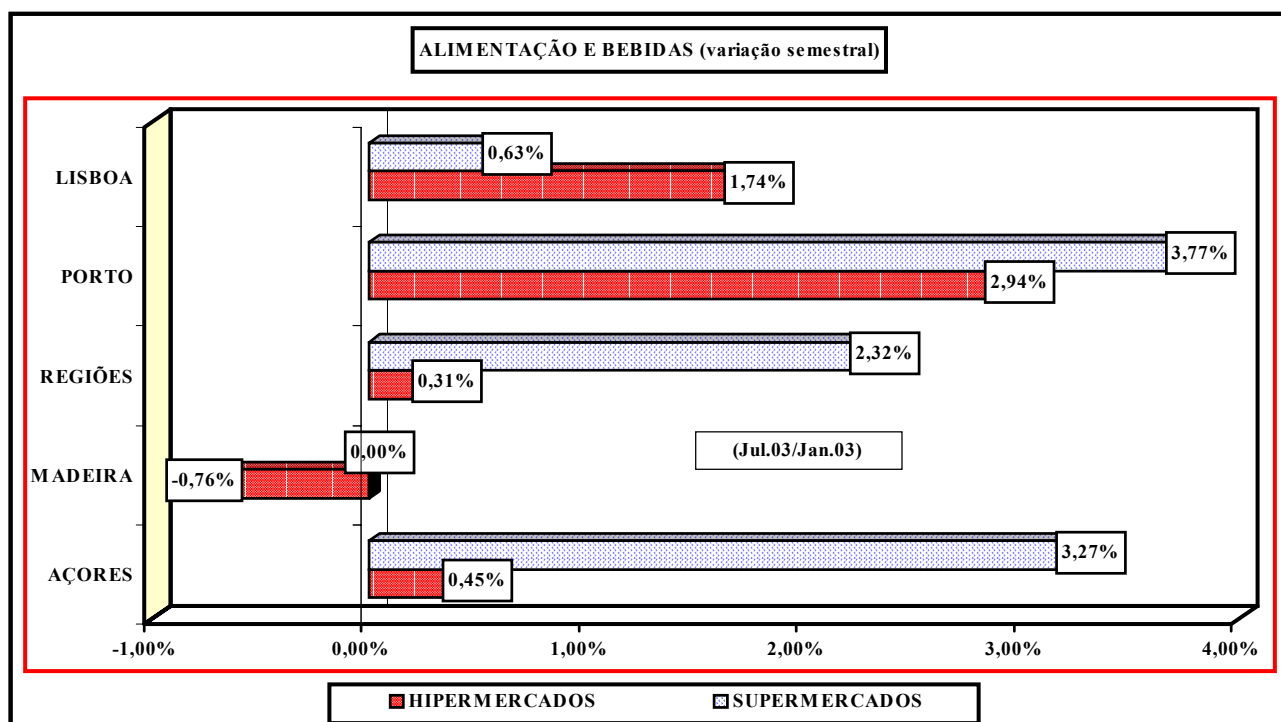 ALIMENTAÇÃO E BEBIDAS (variação semestral)
LISBOA
0,63%
1,74%
PORTO
3,77%
2,94%
REGIÕES
2,32%
0,31%
MADEIRA
0,00%
-0,76%
(Jul.03/Jan.03)
AÇORES
3,27%
0,45%
-1,00% 0,00% 1,00% 2,00% 3,00% 4,00%
HIPERMERCADOS SUPERMERCADOS